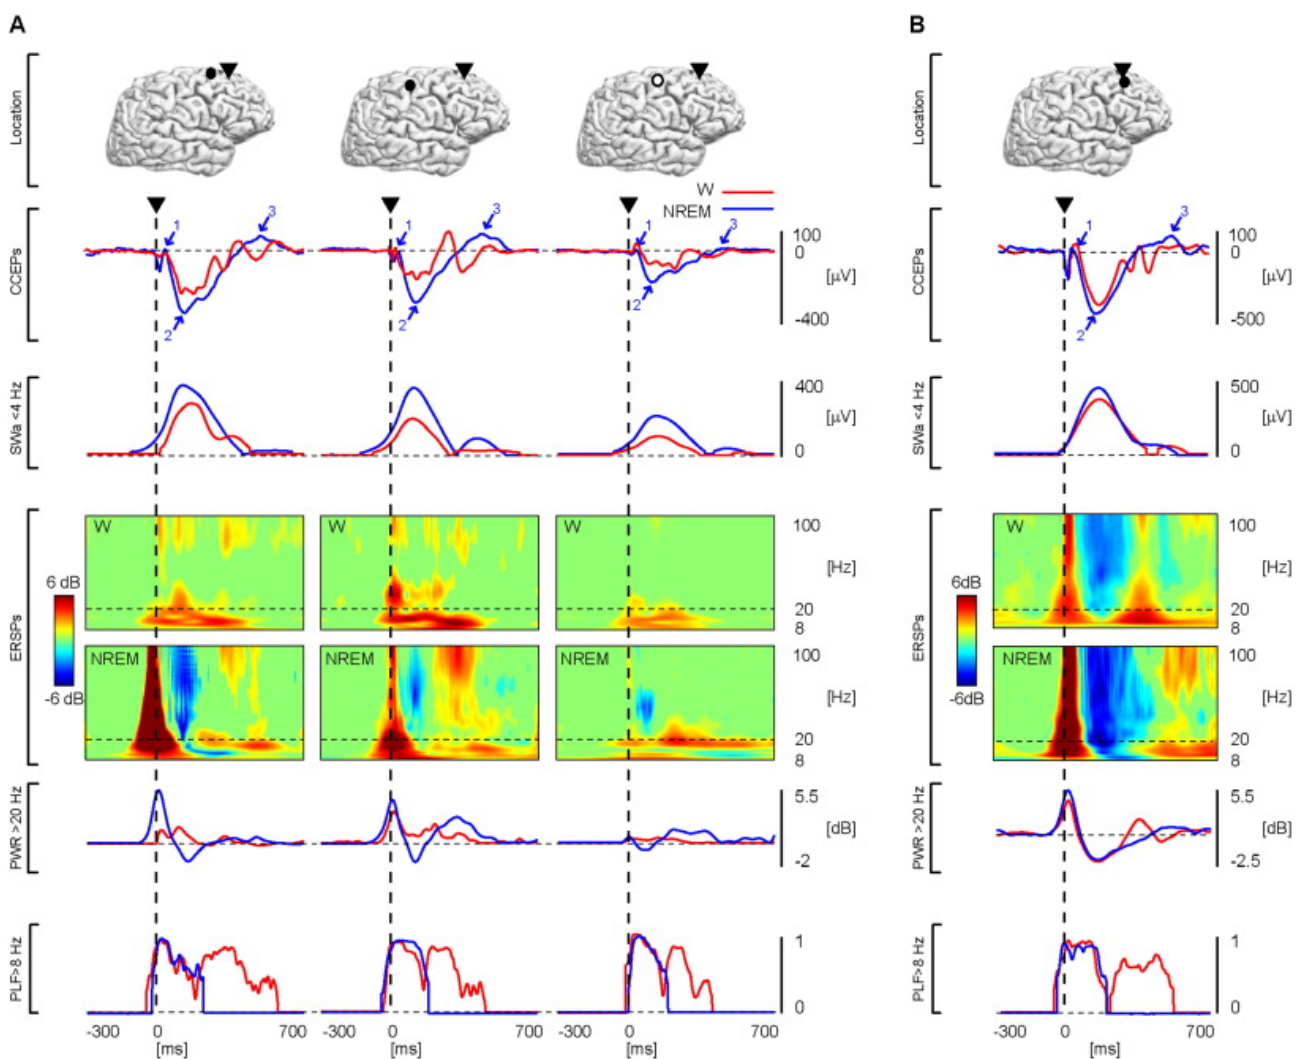 A
B
Location
W
NREM
CCEPs
1
2
3
1
2
3
1
2
3
100
0
[μV]
-400
1
2
3
100
0
[μV]
-500
SWa <4 Hz
400
[μV]
0
SWa <4 Hz
500
[μV]
0
ERSPs
6 dB
-6 dB
W
W
W
100
[Hz]
20
8
NREM
NREM
NREM
100
[Hz]
20
8
ERSPs
6dB
-6dB
W
100
[Hz]
20
8
NREM
100
[Hz]
20
8
PWR >20 Hz
5.5
[dB]
-2
PWR >20 Hz
5.5
[dB]
-2.5
PLF>8 Hz
1
0
PLF>8 Hz
1
0
-300 0 700
[ms]
-300 0 700
[ms]
-300 0 700
[ms]
-300 0 700
[ms]
Location
CCEPs